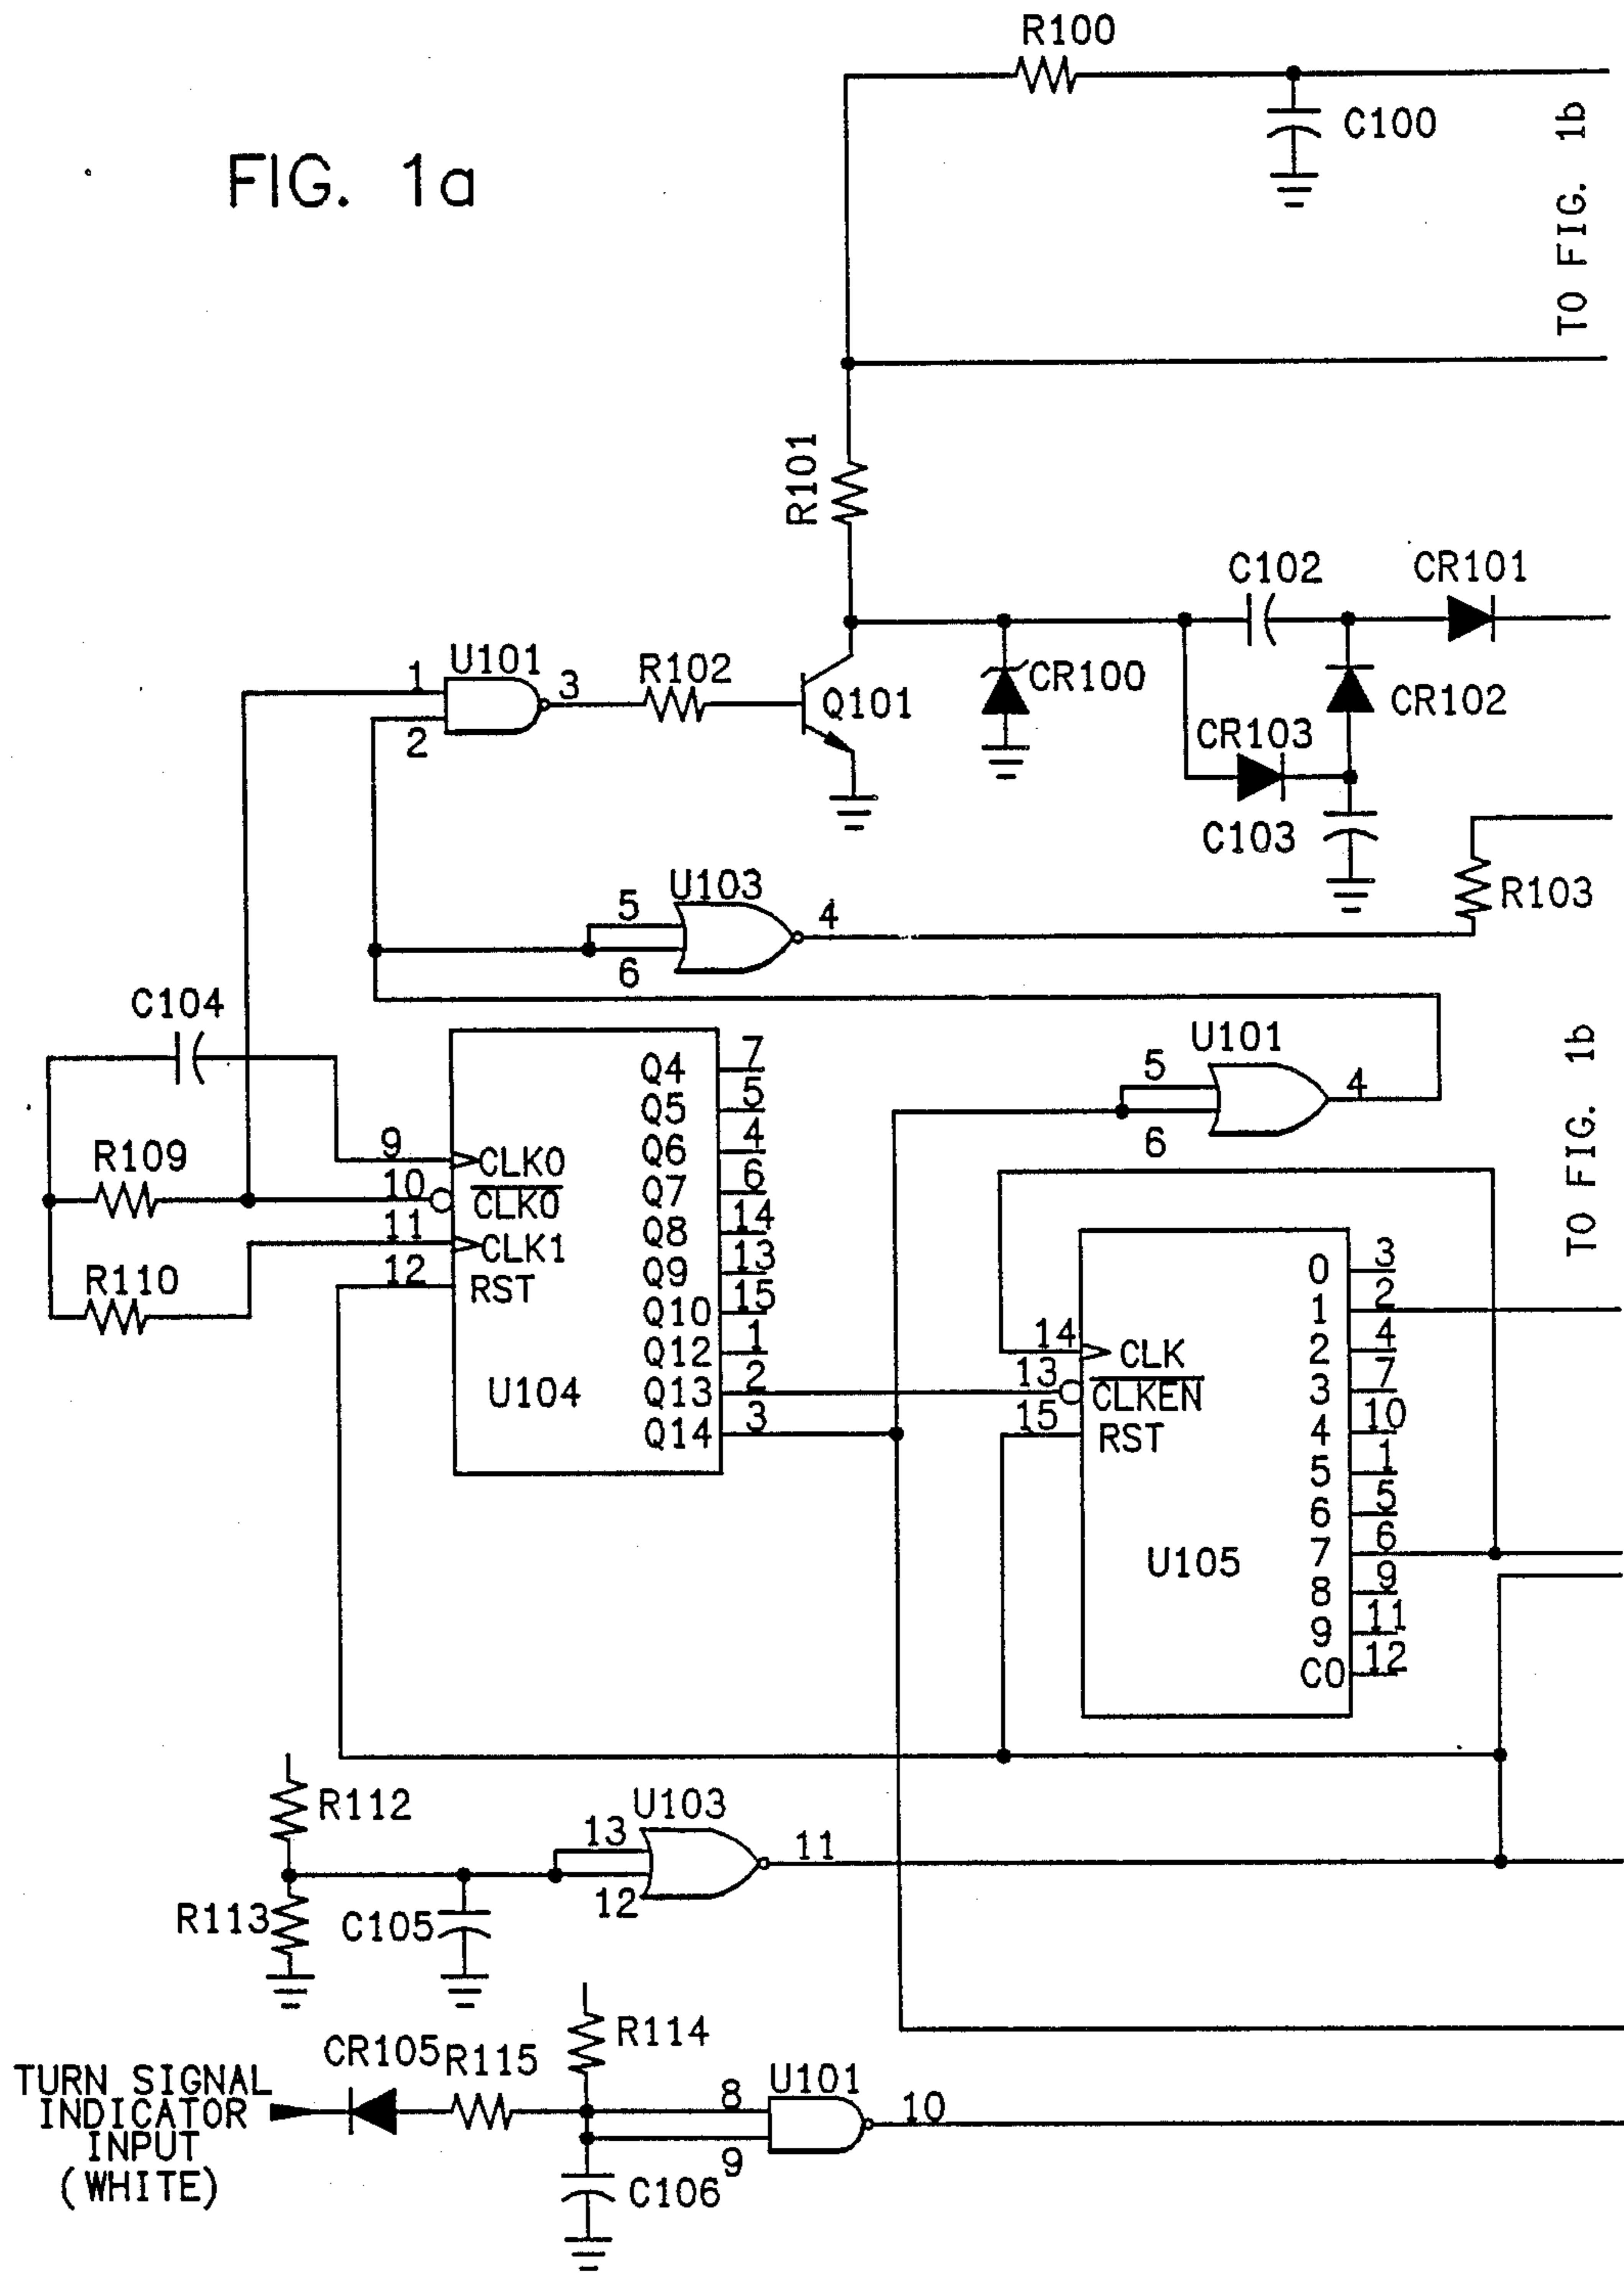 R100
C100
TO FIG. 1b
FIG. 1a
R101
C102
CR101
U101
1
2
3
R102
Q101
CR100
CR102
CR103
C103
R103
U103
5
6
4
C104
U101
5
6
4
TO FIG. 1b
R109
R110
9
10
11
12
CLK0
CLK0
CLK1
RST
U104
Q4 7
Q5 5
Q6 4
Q7 6
Q8 14
Q9 13
Q10 15
Q12 1
Q13 2
Q14 3
14
13
15
CLK
CLKEN
RST
U105
0 3
1 2
2 4
3 7
4 10
5 1
6 5
7 6
8 9
9 11
CO 12
R112
R113
C105
U103
13
12
11
R114
CR105
R115
U101
8
9
10
C106
TURN SIGNAL
INDICATOR
INPUT
(WHITE)